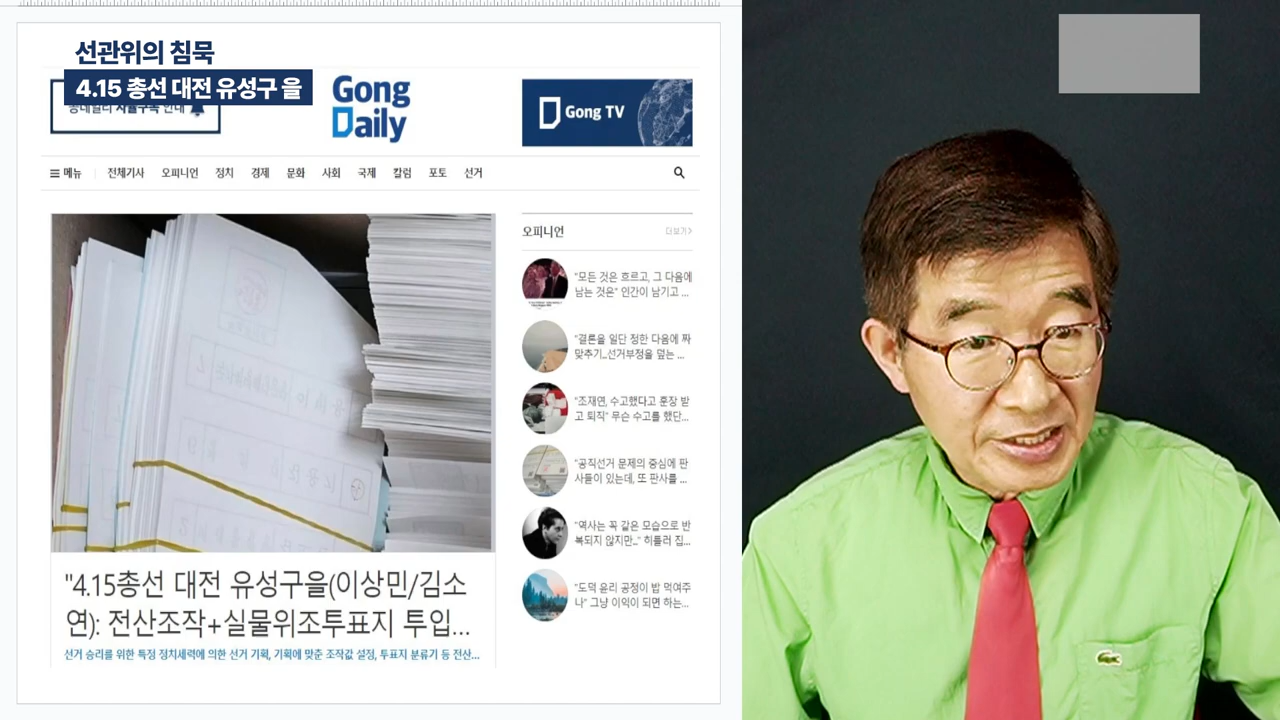 선관위의 침묵
4.15 총선 대전 유성구 을
Gong
Daily
Gong TV
메뉴
전체기사
오피니언
정치
경제
문화
사회
국제
칼럼
포토
선거
오피니언
더보기>
"모든 것은 흐르고, 그 다음에
남는 것은" 인간이 남기고 ...
"결론을 일단 정한 다음에 짜
맞추기...선거부정을 덮는 ...
"조재연, 수고했다고 훈장 받
고 퇴직" 무슨 수고를 했단...
"공직선거 문제의 중심에 판
사들이 있는데, 또 판사를 ...
"역사는 꼭 같은 모습으로 반
복되지 않지만..." 히틀러 집...
"도덕 윤리 공정이 밥 먹여주
나" 그냥 이익이 되면 하는...
"4.15총선 대전 유성구을(이상민/김소
연): 전산조작+실물위조투표지 투입...
선거 승리를 위한 특정 정치세력에 의한 선거 기획, 기획에 맞춘 조작값 설정, 투표지 분류기 등 전산...